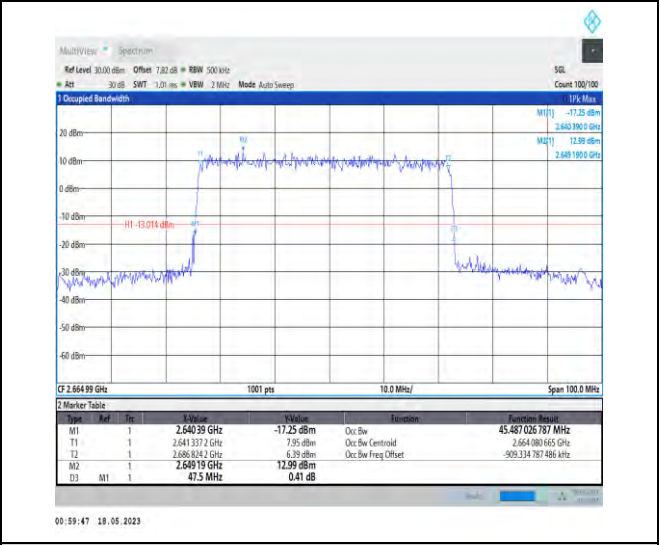 MultiView Spectrum
Ref Level 30.00 dBm Offset 7.82 dB RBW 500 kHz SGL
Att 30 dB SWT 1.01 ms VBW 2 MHz Mode Auto Sweep Count 100/100
1 Occupied Bandwidth 1Pk Max
M1[1] -17.25 dBm
2.640 390 0 GHz
20 dBm M2[1] 12.99 dBm
2.649 190 0 GHz
M2
T1 T2
10 dBm
0 dBm
-10 dBm
H1 -13.014 dBm M1 D3
-20 dBm
-30 dBm
-40 dBm
-50 dBm
-60 dBm
CF 2.664 99 GHz 1001 pts 10.0 MHz/ Span 100.0 MHz
2 Marker Table
Type Ref Trc X-Value Y-Value Function Function Result
M1 1 2.640 39 GHz -17.25 dBm Occ Bw 45.487 026 787 MHz
T1 1 2.641 337 2 GHz 7.95 dBm Occ Bw Centroid 2.664 080 665 GHz
T2 1 2.686 824 2 GHz 6.39 dBm Occ Bw Freq Offset -909.334 787 486 kHz
M2 1 2.649 19 GHz 12.99 dBm
D3 M1 1 47.5 MHz 0.41 dB
00:59:47 18.05.2023